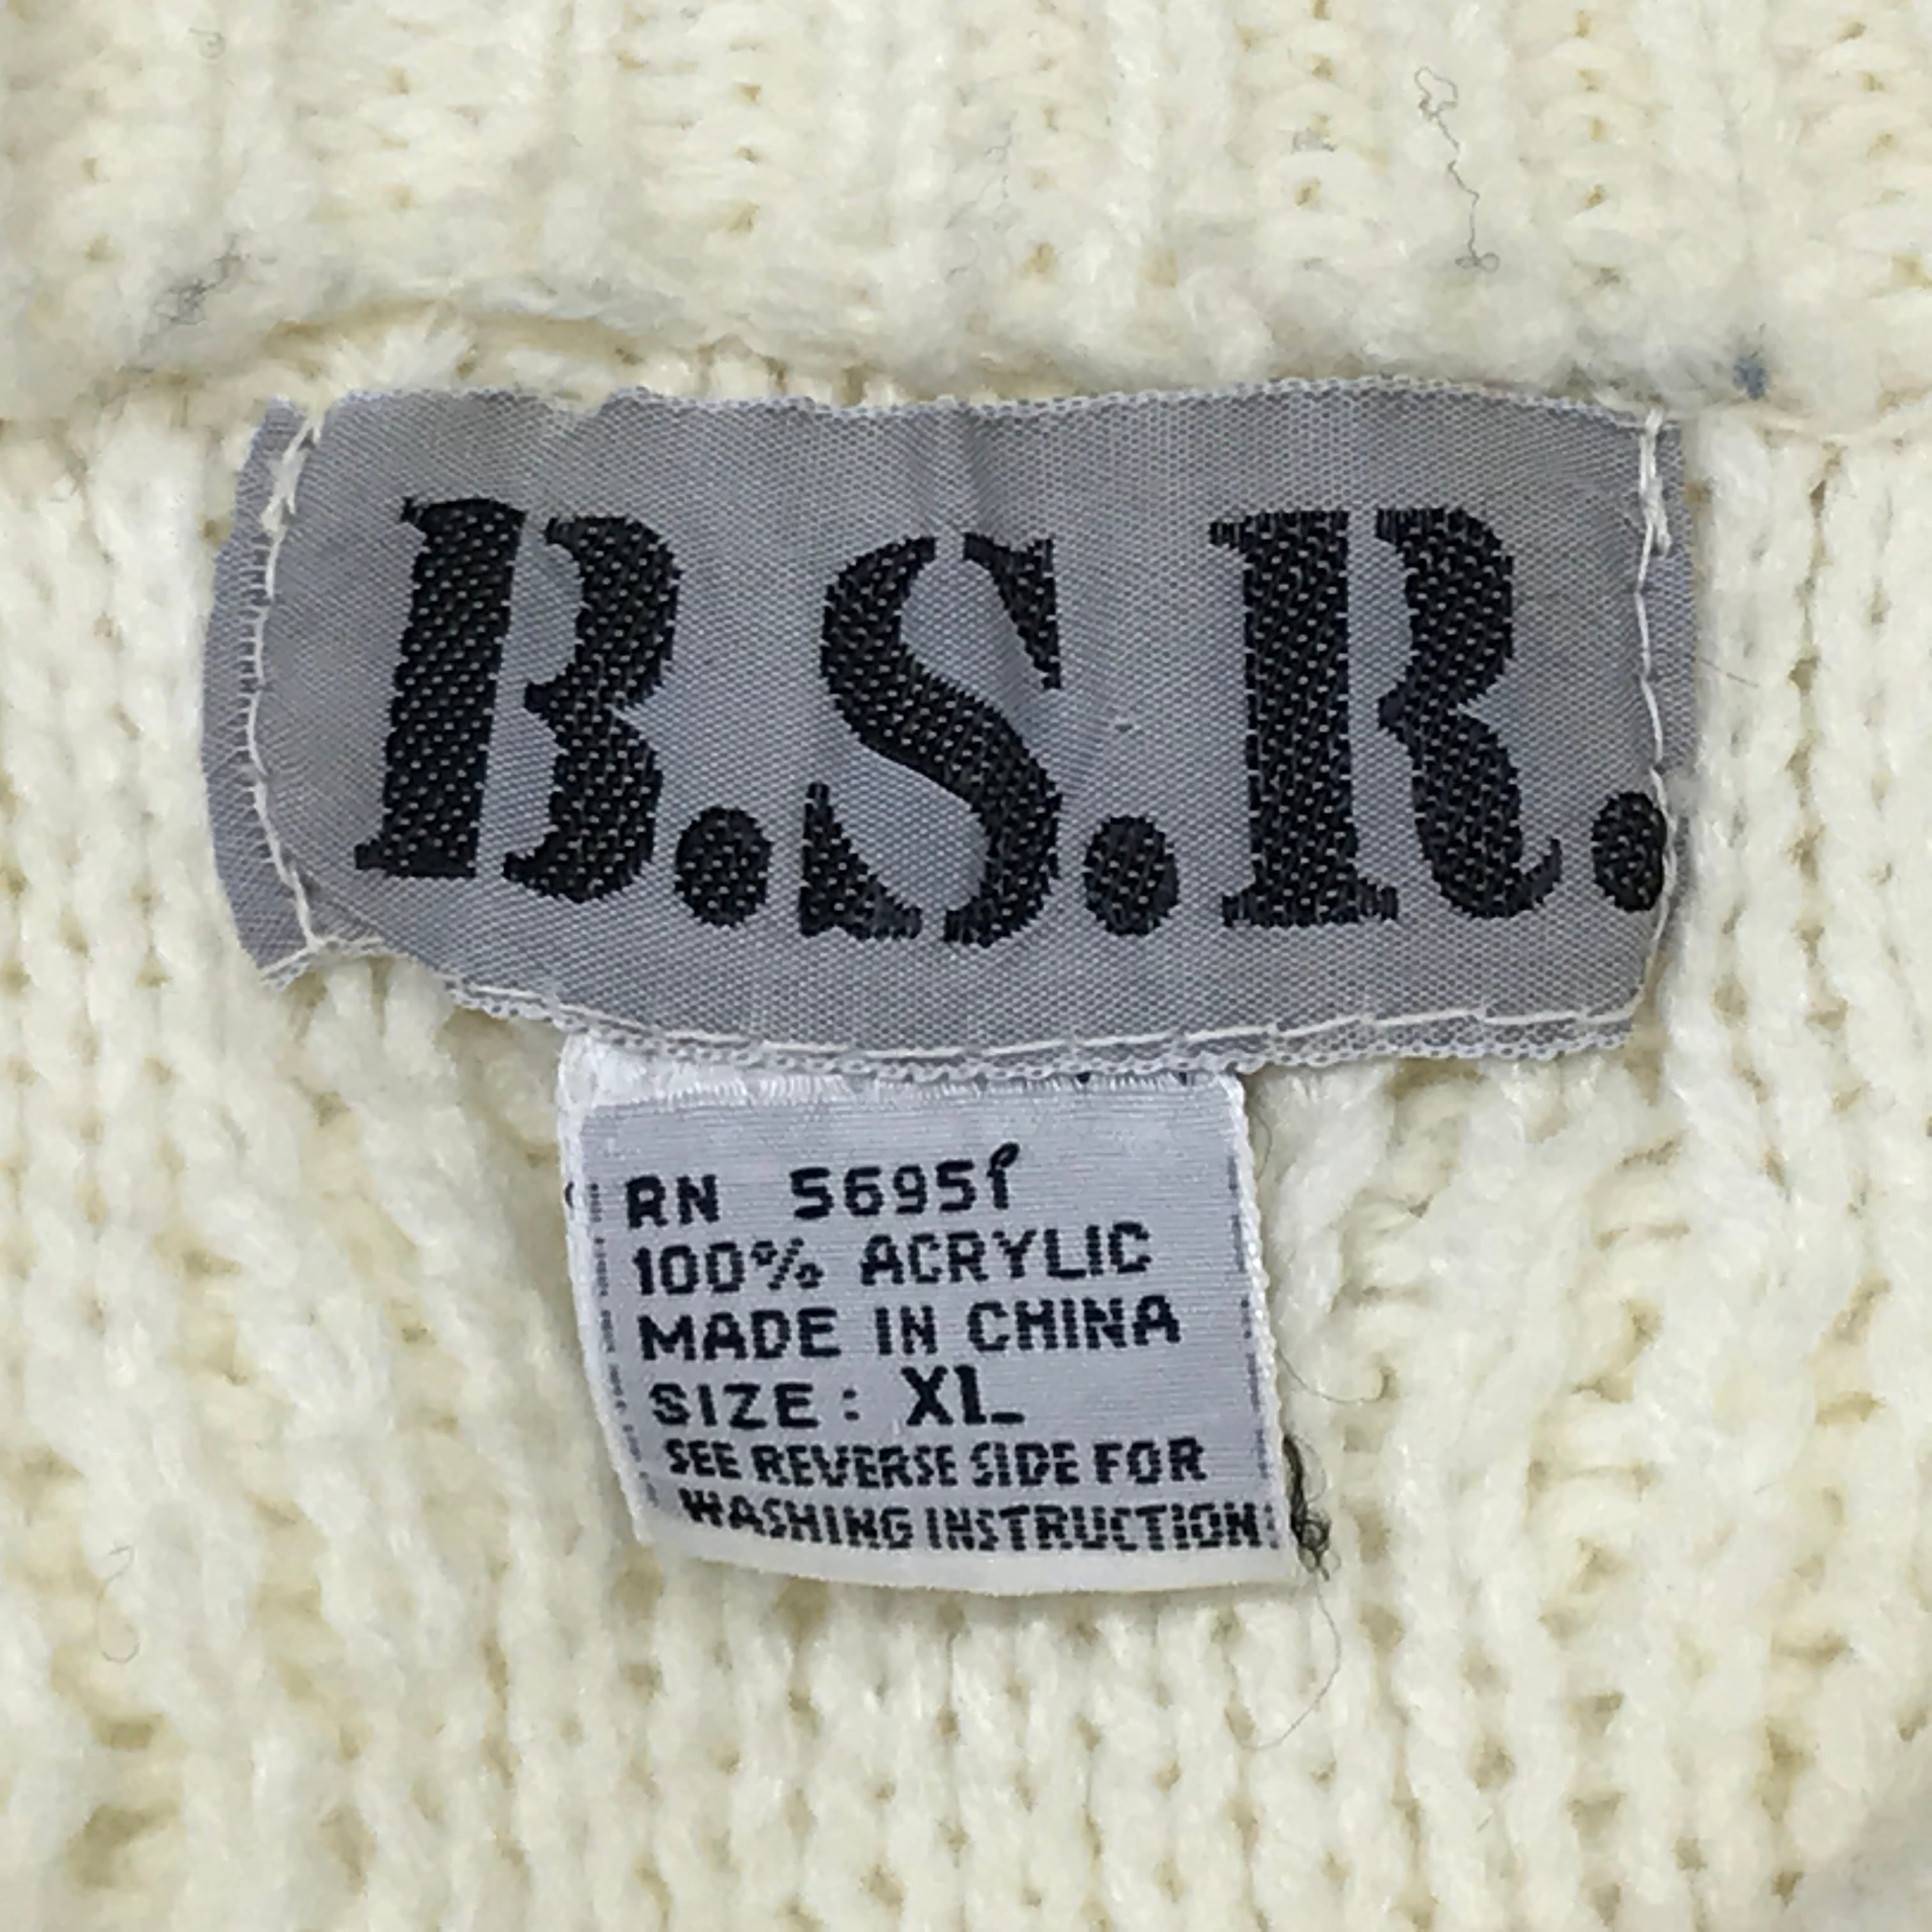 B.S.R.
RN 56951
100% ACRYLIC
MADE IN CHINA
SIZE: XL
SEE REVERSE SIDE FOR
WASHING INSTRUCTION